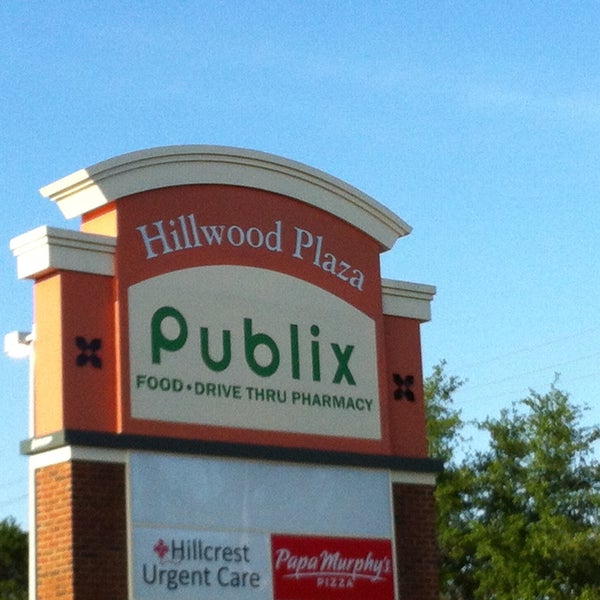 Hillwood Plaza
Publix
FOOD • DRIVE THRU PHARMACY
Hillcrest
Urgent Care
Papa Murphy's
PIZZA